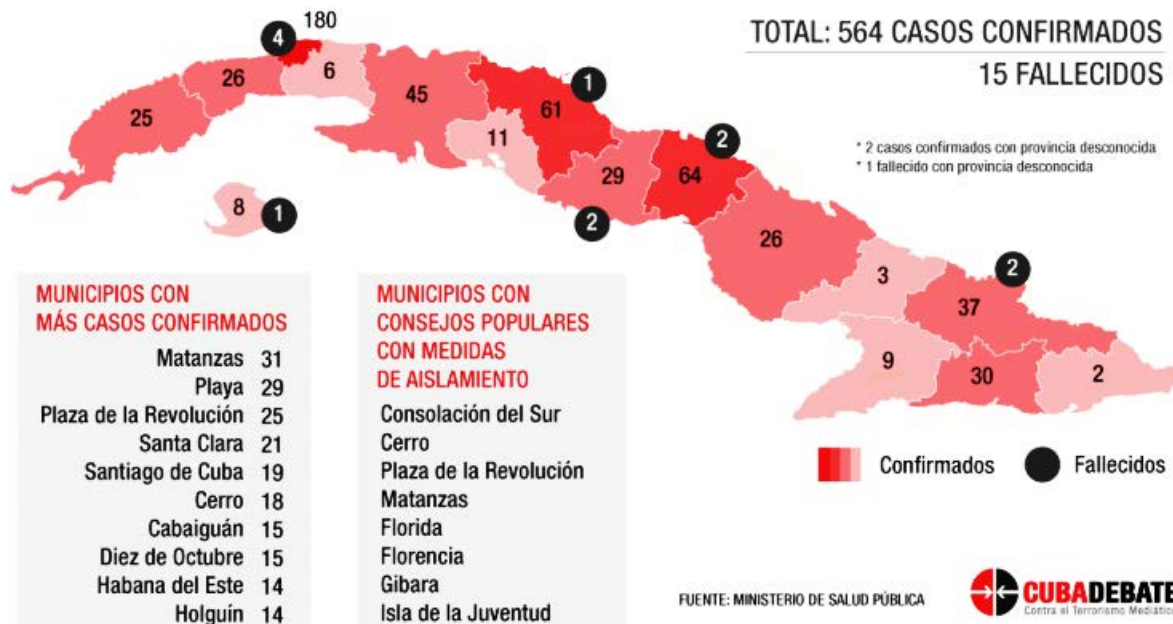 180
4
6
26
25
45
61
1
11
29
2
64
2
8
1
26
3
37
2
9
30
2
TOTAL: 564 CASOS CONFIRMADOS
15 FALLECIDOS
* 2 casos confirmados con provincia desconocida
* 1 fallecido con provincia desconocida
MUNICIPIOS CON
MÁS CASOS CONFIRMADOS
Matanzas 31
Playa 29
Plaza de la Revolución 25
Santa Clara 21
Santiago de Cuba 19
Cerro 18
Cabaiguán 15
Diez de Octubre 15
Habana del Este 14
Holguín 14
MUNICIPIOS CON
CONSEJOS POPULARES
CON MEDIDAS
DE AISLAMIENTO
Consolación del Sur
Cerro
Plaza de la Revolución
Matanzas
Florida
Florencia
Gibara
Isla de la Juventud
Confirmados
Fallecidos
FUENTE: MINISTERIO DE SALUD PÚBLICA
CUBADEBATE
Contra el Terrorismo Mediático